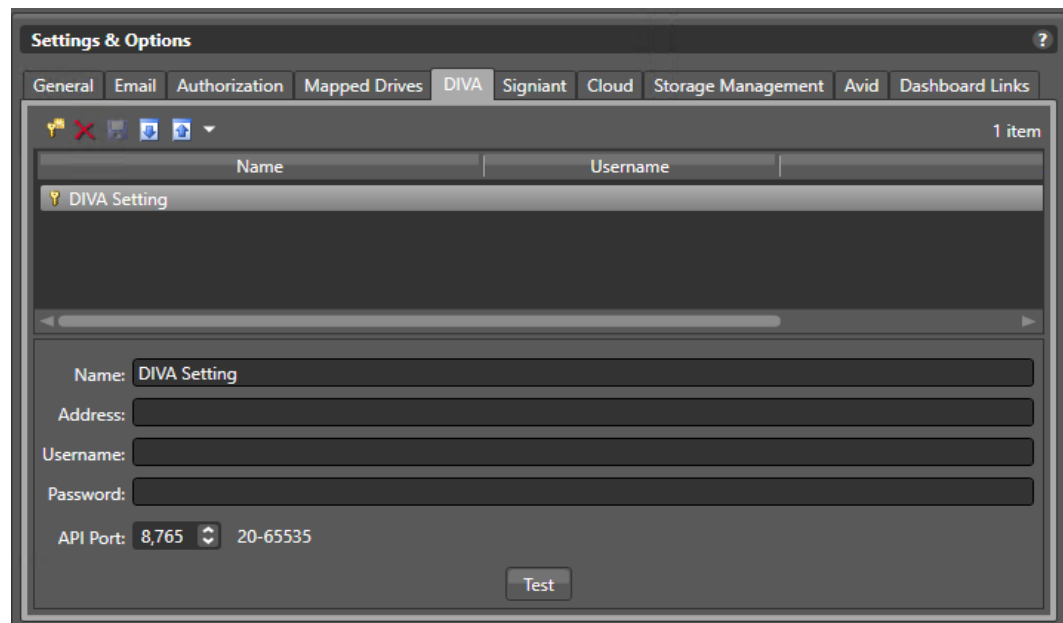 Settings & Options ?
General Email Authorization Mapped Drives DIVA Signiant Cloud Storage Management Avid Dashboard Links
1 item
Name Username
DIVA Setting
Name: DIVA Setting
Address:
Username:
Password:
API Port: 8,765 20-65535
Test